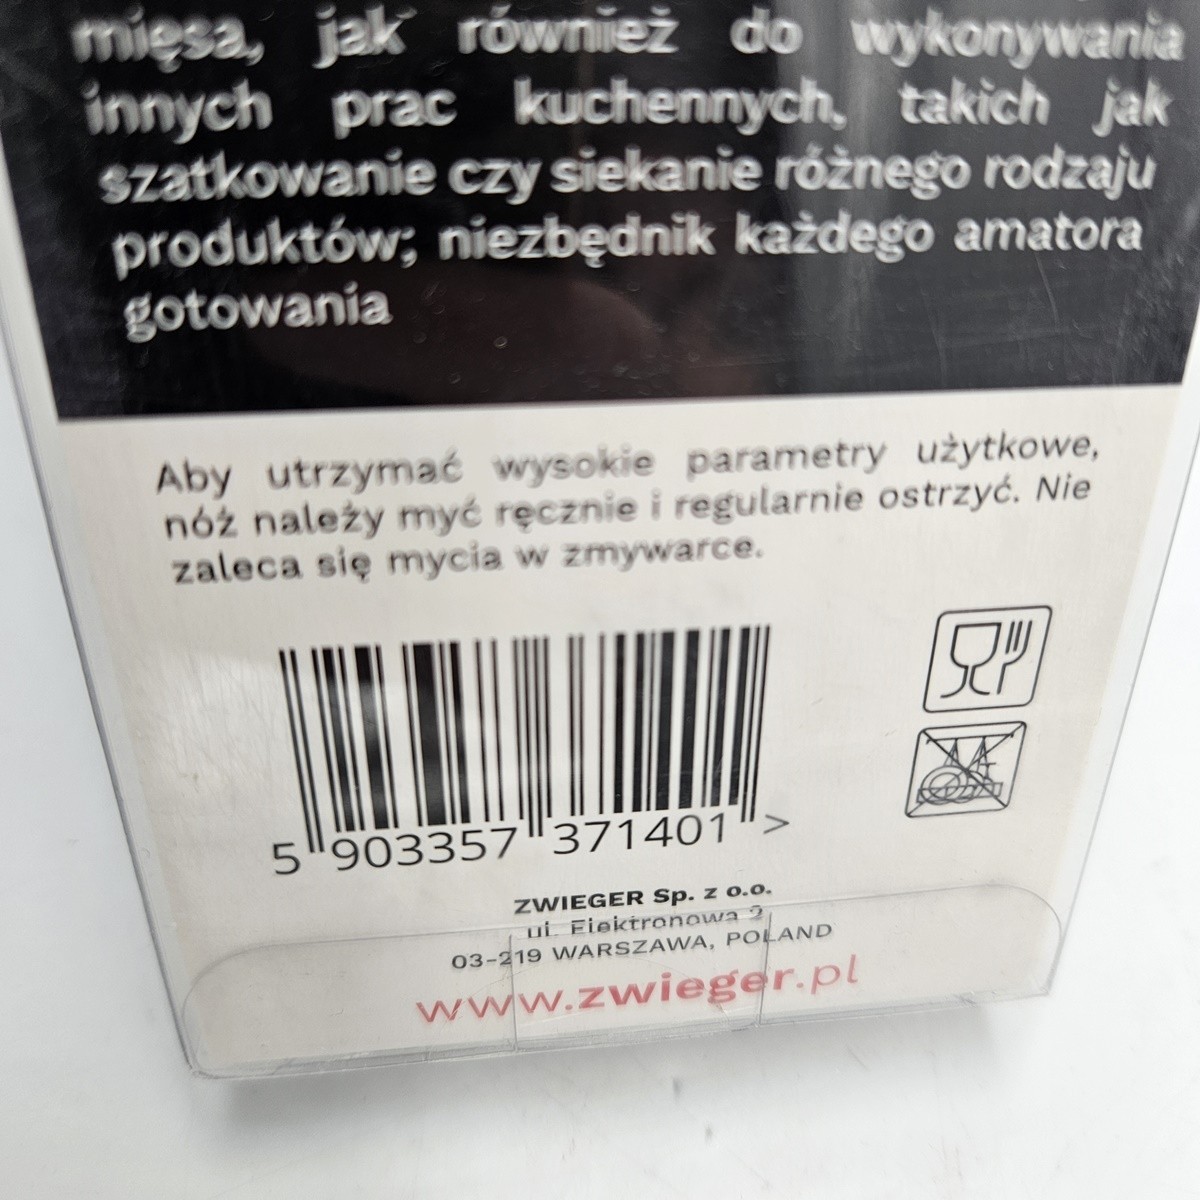 mięsa, jak również do wykonywania
innych prac kuchennych, takich jak
szatkowanie czy siekanie różnego rodzaju
produktów; niezbędnik każdego amatora
gotowania
Aby utrzymać wysokie parametry użytkowe,
nóż należy myć ręcznie i regularnie ostrzyć. Nie
zaleca się mycia w zmywarce.
5 903357 371401 >
ZWIEGER Sp. z o.o.
ul. Elektronowa 2
03-219 WARSZAWA, POLAND
www.zwieger.pl